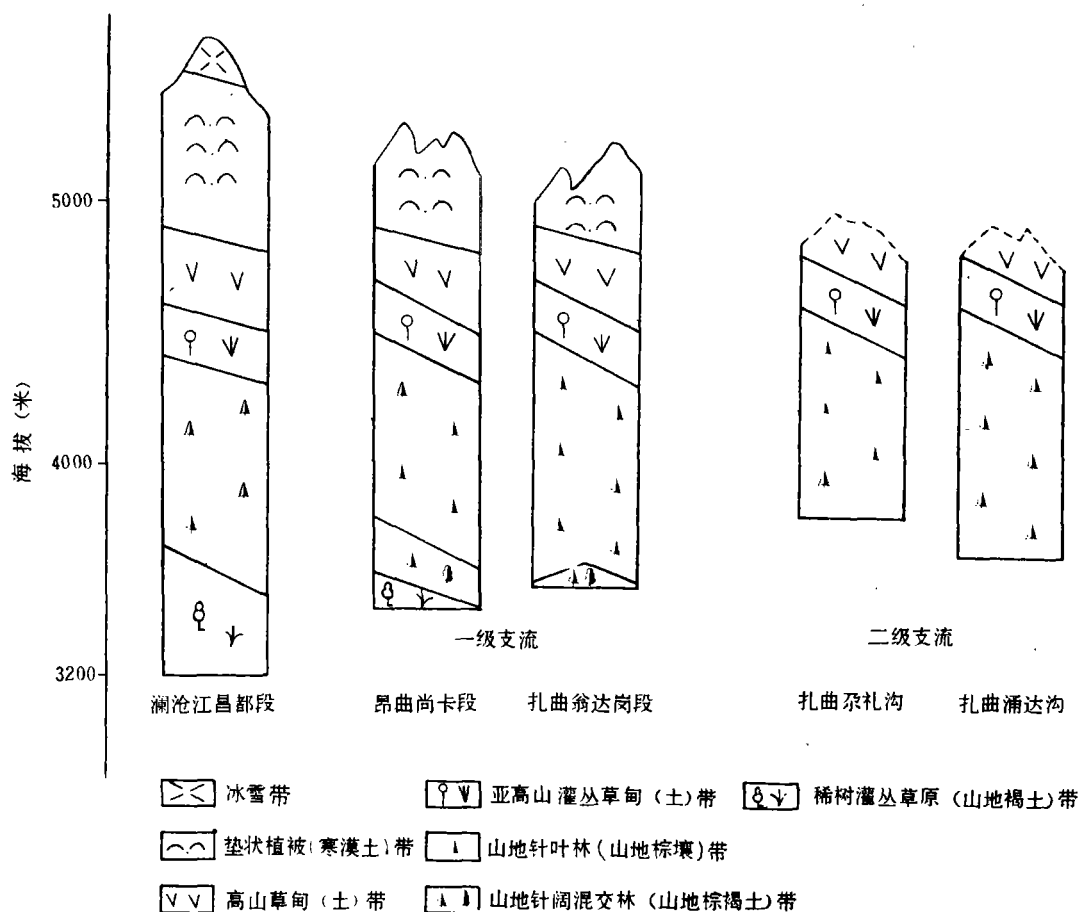 5000
海拔(米)
4000
3200
一级支流
二级支流
澜沧江昌都段
昂曲尚卡段
扎曲翁达岗段
扎曲尕礼沟
扎曲涌达沟
冰雪带
亚高山灌丛草甸(土)带
稀树灌丛草原(山地褐土)带
垫状植被(寒漠土)带
山地针叶林(山地棕壤)带
高山草甸(土)带
山地针阔混交林(山地棕褐土)带